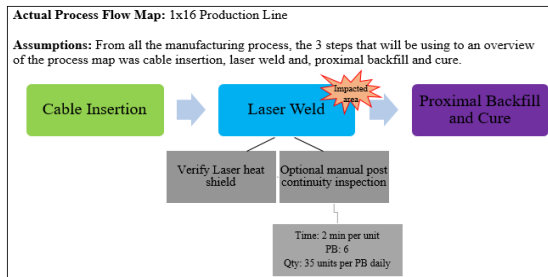 Actual Process Flow Map: 1x16 Production Line
Assumptions: From all the manufacturing process, the 3 steps that will be using to an overview
of the process map was cable insertion, laser weld and, proximal backfill and cure.
Cable Insertion
Laser Weld
Impacted
area
Proximal Backfill
and Cure
Verify Laser heat
shield
Optional manual post
continuity inspection
Time: 2 min per unit
PB: 6
Qty: 35 units per PB daily